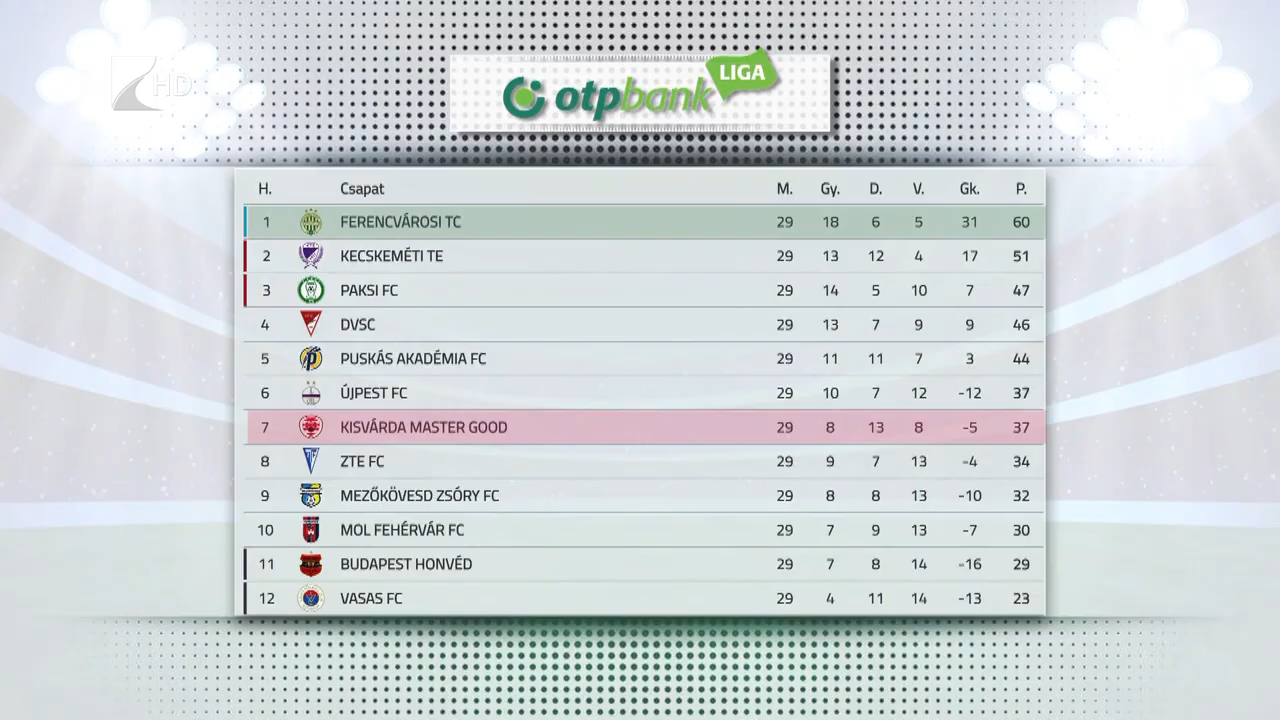 HD
otpbank LIGA
H. Csapat M. Gy. D. V. Gk. P.
1 FERENCVÁROSI TC 29 18 6 5 31 60
2 KECSKEMÉTI TE 29 13 12 4 17 51
3 PAKSI FC 29 14 5 10 7 47
4 DVSC 29 13 7 9 9 46
5 PUSKÁS AKADÉMIA FC 29 11 11 7 3 44
6 ÚJPEST FC 29 10 7 12 -12 37
7 KISVÁRDA MASTER GOOD 29 8 13 8 -5 37
8 ZTE FC 29 9 7 13 -4 34
9 MEZŐKÖVESD ZSÓRY FC 29 8 8 13 -10 32
10 MOL FEHÉRVÁR FC 29 7 9 13 -7 30
11 BUDAPEST HONVÉD 29 7 8 14 -16 29
12 VASAS FC 29 4 11 14 -13 23